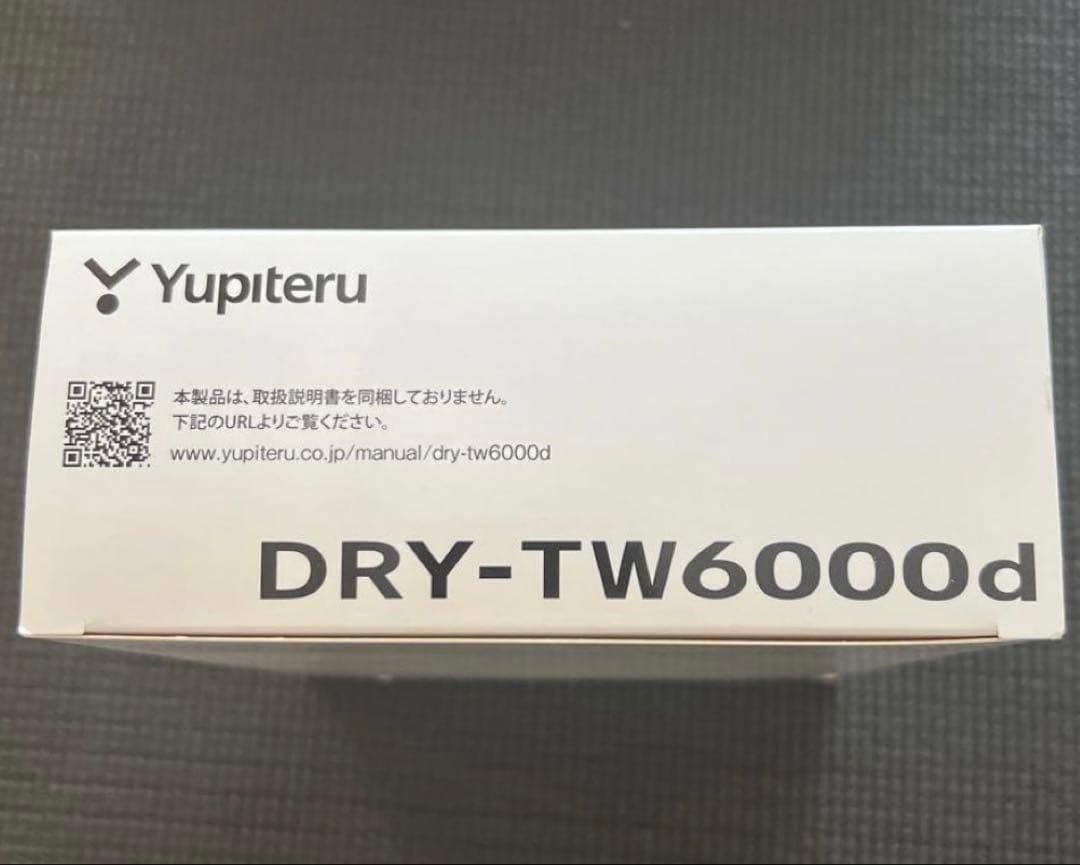 Yupiteru
本製品は、取扱説明書を同梱しておりません。
下記のURLよりご覧ください。
www.yupiteru.co.jp/manual/dry-tw6000d
DRY-TW6000d